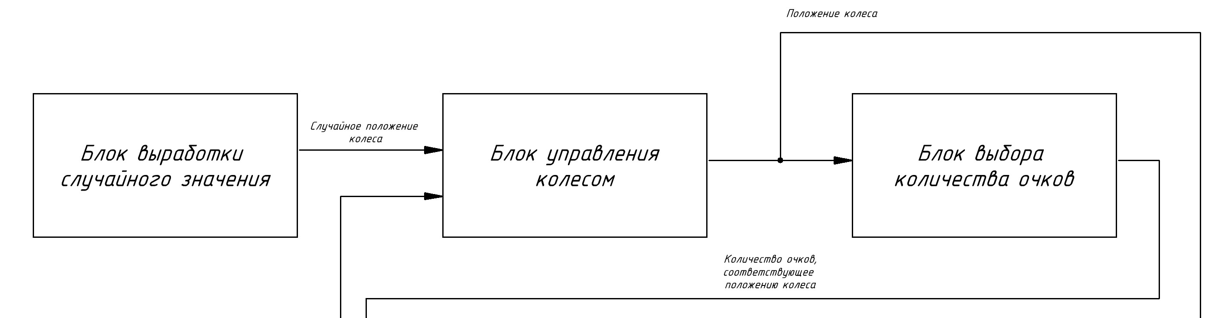 Положение колеса
Случайное положение
колеса
Блок выработки
случайного значения
Блок управления
колесом
Блок выбора
количества очков
Количество очков,
соответствующее
положению колеса